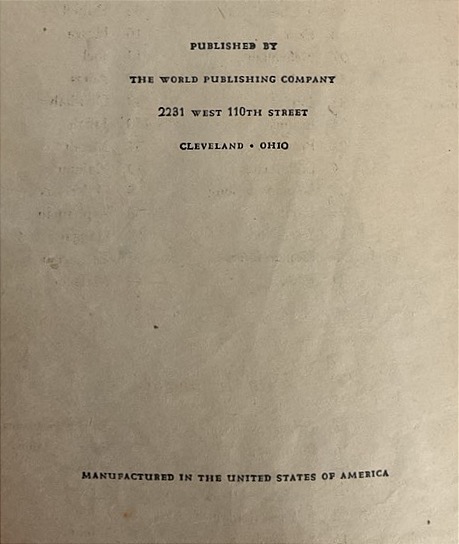 PUBLISHED BY
THE WORLD PUBLISHING COMPANY
2231 WEST 110TH STREET
CLEVELAND • OHIO
MANUFACTURED IN THE UNITED STATES OF AMERICA